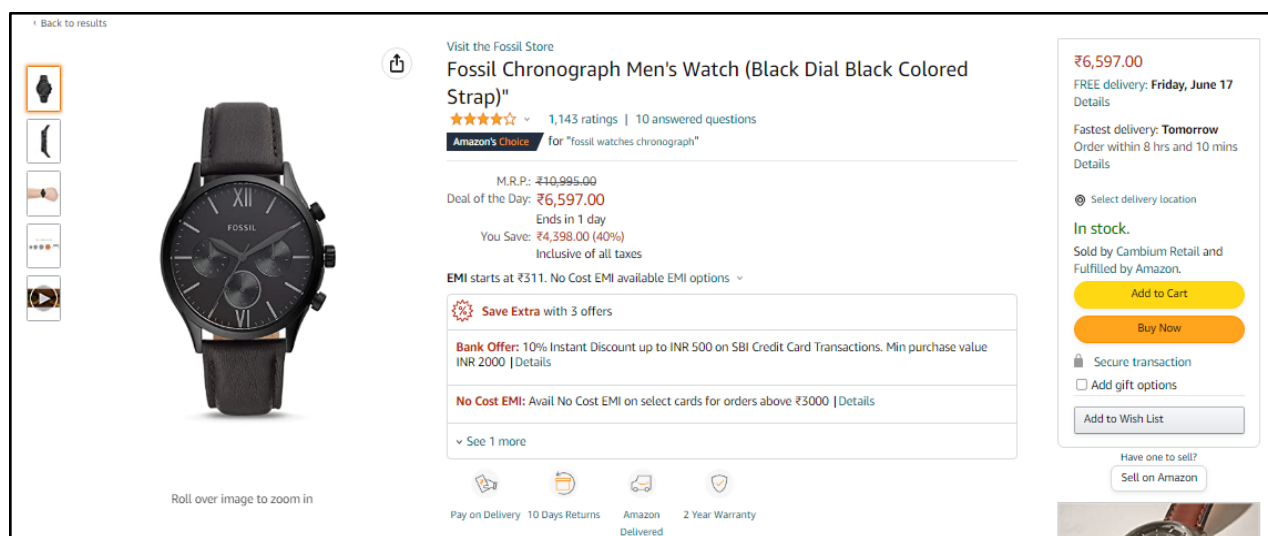 ‹ Back to results
Visit the Fossil Store
Fossil Chronograph Men's Watch (Black Dial Black Colored
Strap)"
1,143 ratings | 10 answered questions
Amazon's Choice for "fossil watches chronograph"
M.R.P.: ₹10,995.00
Deal of the Day: ₹6,597.00
Ends in 1 day
You Save: ₹4,398.00 (40%)
Inclusive of all taxes
EMI starts at ₹311. No Cost EMI available EMI options
Save Extra with 3 offers
Bank Offer: 10% Instant Discount up to INR 500 on SBI Credit Card Transactions. Min purchase value
INR 2000 | Details
No Cost EMI: Avail No Cost EMI on select cards for orders above ₹3000 | Details
See 1 more
Pay on Delivery
10 Days Returns
Amazon
Delivered
2 Year Warranty
XII
FOSSIL
VI
Roll over image to zoom in
₹6,597.00
FREE delivery: Friday, June 17
Details
Fastest delivery: Tomorrow
Order within 8 hrs and 10 mins
Details
Select delivery location
In stock.
Sold by Cambium Retail and
Fulfilled by Amazon.
Add to Cart
Buy Now
Secure transaction
Add gift options
Add to Wish List
Have one to sell?
Sell on Amazon